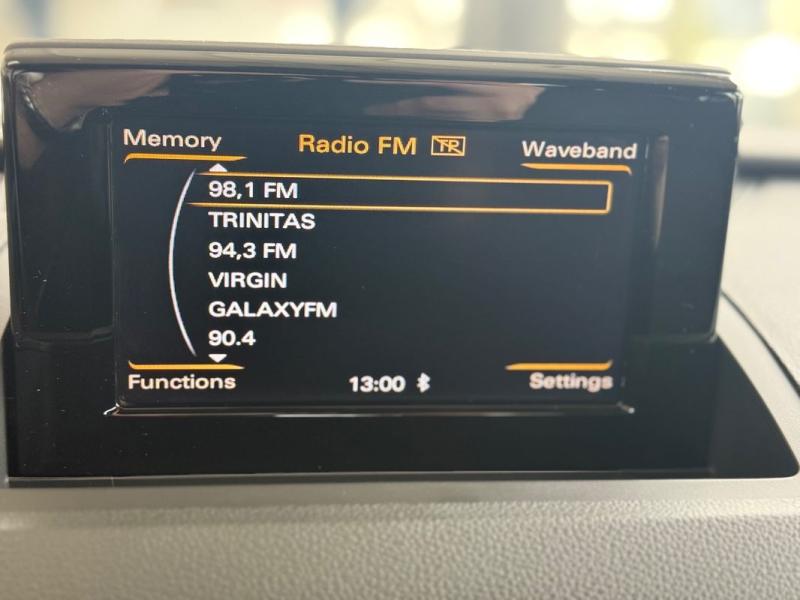 Memory
Radio FM TR
Waveband
98,1 FM
TRINITAS
94,3 FM
VIRGIN
GALAXYFM
90.4
Functions
13:00
Settings